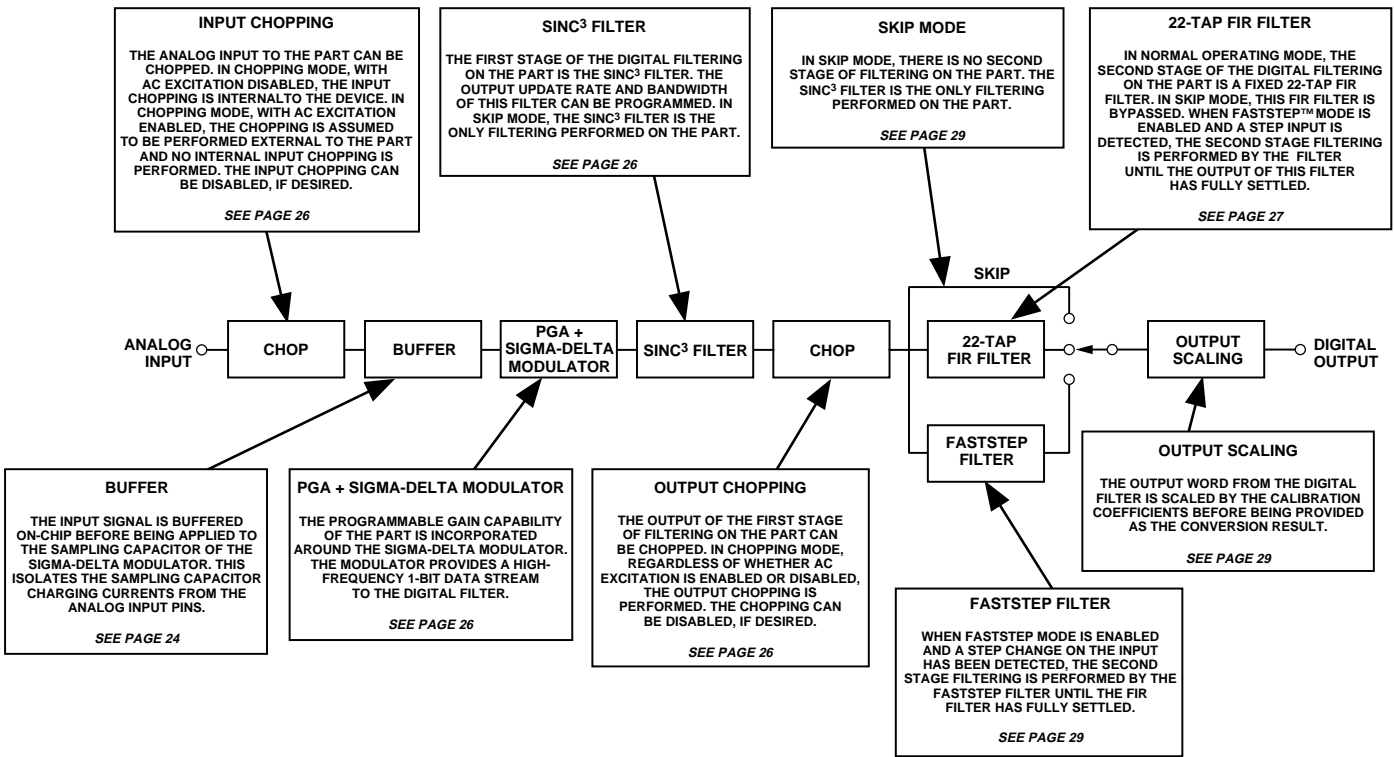 INPUT CHOPPING
THE ANALOG INPUT TO THE PART CAN BE
CHOPPED. IN CHOPPING MODE, WITH
AC EXCITATION DISABLED, THE INPUT
CHOPPING IS INTERNALTO THE DEVICE. IN
CHOPPING MODE, WITH AC EXCITATION
ENABLED, THE CHOPPING IS ASSUMED
TO BE PERFORMED EXTERNAL TO THE PART
AND NO INTERNAL INPUT CHOPPING IS
PERFORMED. THE INPUT CHOPPING CAN
BE DISABLED, IF DESIRED.
SEE PAGE 26
SINC³ FILTER
THE FIRST STAGE OF THE DIGITAL FILTERING
ON THE PART IS THE SINC³ FILTER. THE
OUTPUT UPDATE RATE AND BANDWIDTH
OF THIS FILTER CAN BE PROGRAMMED. IN
SKIP MODE, THE SINC³ FILTER IS THE
ONLY FILTERING PERFORMED ON THE PART.
SEE PAGE 26
SKIP MODE
IN SKIP MODE, THERE IS NO SECOND
STAGE OF FILTERING ON THE PART. THE
SINC³ FILTER IS THE ONLY FILTERING
PERFORMED ON THE PART.
SEE PAGE 29
22-TAP FIR FILTER
IN NORMAL OPERATING MODE, THE
SECOND STAGE OF THE DIGITAL FILTERING
ON THE PART IS A FIXED 22-TAP FIR
FILTER. IN SKIP MODE, THIS FIR FILTER IS
BYPASSED. WHEN FASTSTEP™ MODE IS
ENABLED AND A STEP INPUT IS
DETECTED, THE SECOND STAGE FILTERING
IS PERFORMED BY THE FILTER
UNTIL THE OUTPUT OF THIS FILTER
HAS FULLY SETTLED.
SEE PAGE 27
SKIP
ANALOG
INPUT
CHOP
BUFFER
PGA +
SIGMA-DELTA
MODULATOR
SINC³ FILTER
CHOP
22-TAP
FIR FILTER
OUTPUT
SCALING
DIGITAL
OUTPUT
FASTSTEP
FILTER
BUFFER
THE INPUT SIGNAL IS BUFFERED
ON-CHIP BEFORE BEING APPLIED TO
THE SAMPLING CAPACITOR OF THE
SIGMA-DELTA MODULATOR. THIS
ISOLATES THE SAMPLING CAPACITOR
CHARGING CURRENTS FROM THE
ANALOG INPUT PINS.
SEE PAGE 24
PGA + SIGMA-DELTA MODULATOR
THE PROGRAMMABLE GAIN CAPABILITY
OF THE PART IS INCORPORATED
AROUND THE SIGMA-DELTA MODULATOR.
THE MODULATOR PROVIDES A HIGH-
FREQUENCY 1-BIT DATA STREAM
TO THE DIGITAL FILTER.
SEE PAGE 26
OUTPUT CHOPPING
THE OUTPUT OF THE FIRST STAGE
OF FILTERING ON THE PART CAN
BE CHOPPED. IN CHOPPING MODE,
REGARDLESS OF WHETHER AC
EXCITATION IS ENABLED OR DISABLED,
THE OUTPUT CHOPPING IS
PERFORMED. THE CHOPPING CAN
BE DISABLED, IF DESIRED.
SEE PAGE 26
OUTPUT SCALING
THE OUTPUT WORD FROM THE DIGITAL
FILTER IS SCALED BY THE CALIBRATION
COEFFICIENTS BEFORE BEING PROVIDED
AS THE CONVERSION RESULT.
SEE PAGE 29
FASTSTEP FILTER
WHEN FASTSTEP MODE IS ENABLED
AND A STEP CHANGE ON THE INPUT
HAS BEEN DETECTED, THE SECOND
STAGE FILTERING IS PERFORMED BY THE
FASTSTEP FILTER UNTIL THE FIR
FILTER HAS FULLY SETTLED.
SEE PAGE 29